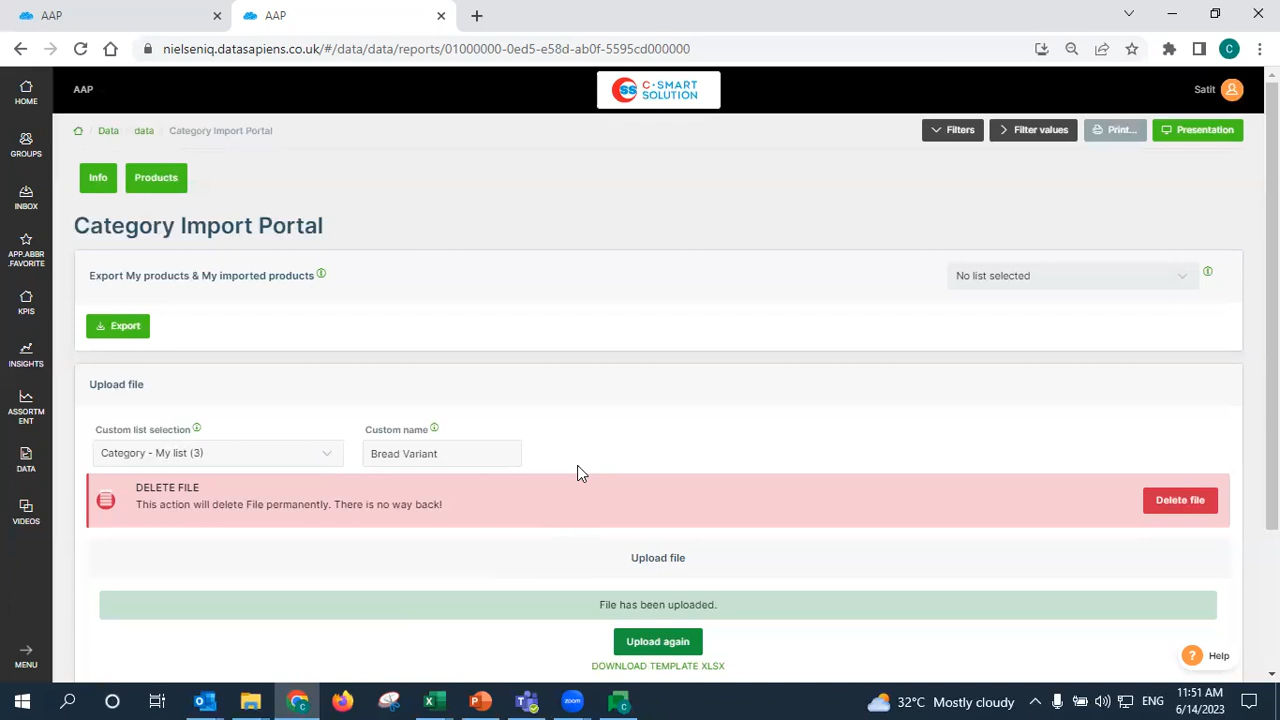 AAP
AAP
nielseniq.datasapiens.co.uk/#/data/data/reports/01000000-0ed5-e58d-ab0f-5595cd000000
C
HOME
AAP
SS C·SMART
SOLUTION
Satit
GROUPS
Data
data
Category Import Portal
Filters
Filter values
Print...
Presentation
Info
Products
INBOX
Category Import Portal
APP.ABBR
.FAVORITE
Export My products & My imported products
No list selected
KPIS
Export
INSIGHTS
Upload file
ASSORTM
ENT
Custom list selection
Custom name
Category - My list (3)
Bread Variant
DATA
DELETE FILE
This action will delete File permanently. There is no way back!
Delete file
VIDEOS
Upload file
File has been uploaded.
Upload again
DOWNLOAD TEMPLATE XLSX
MENU
? Help
32°C Mostly cloudy
ENG
11:51 AM
6/14/2023